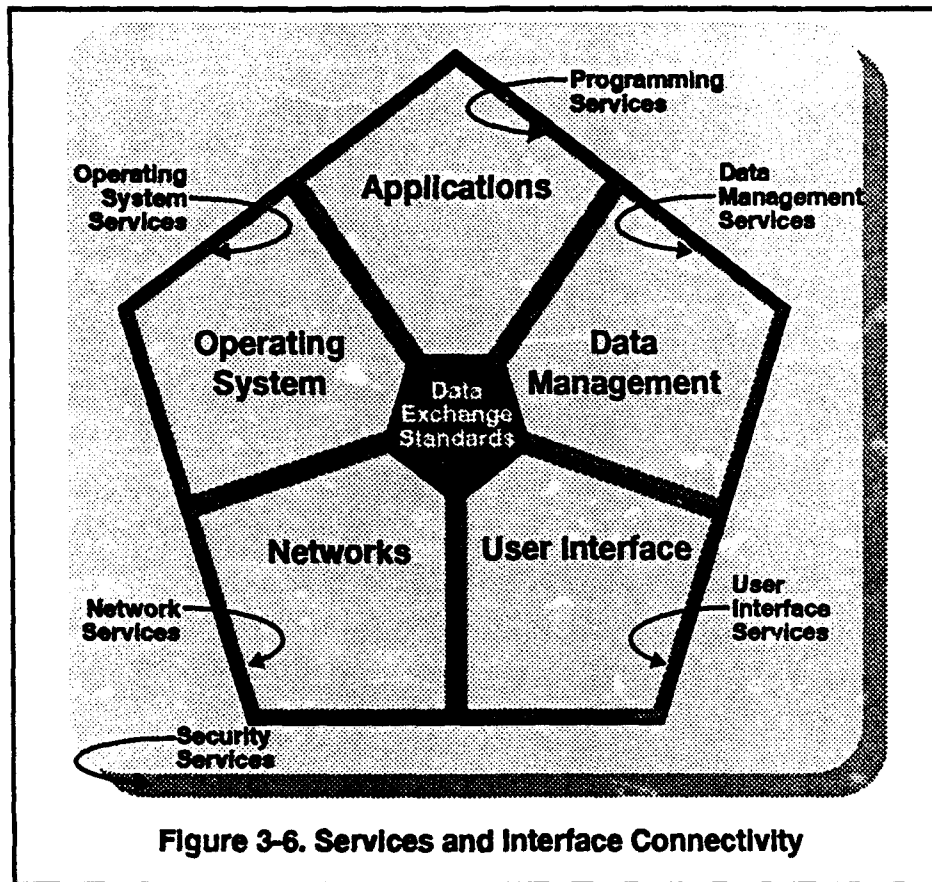 Programming
Services
Operating
System
Services
Applications
Data
Management
Services
Operating
System
Data
Management
Data
Exchange
Standards
Networks
User Interface
Network
Services
User
Interface
Services
Security
Services
Figure 3-6. Services and Interface Connectivity